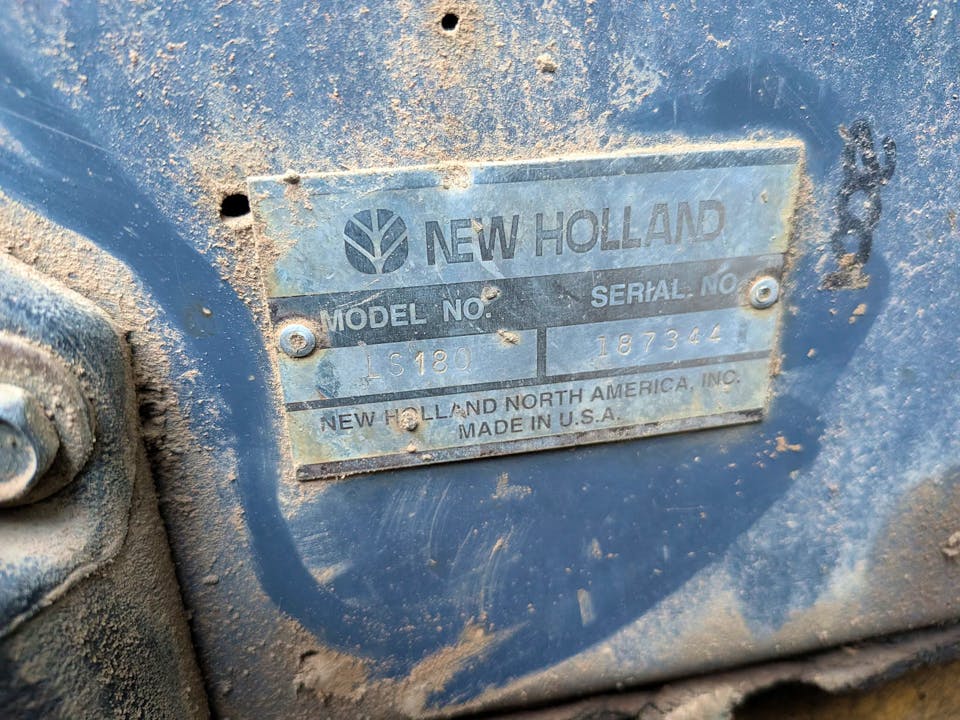 NEW HOLLAND
MODEL NO. SERIAL NO.
LS180 187344
NEW HOLLAND NORTH AMERICA, INC.
MADE IN U.S.A.